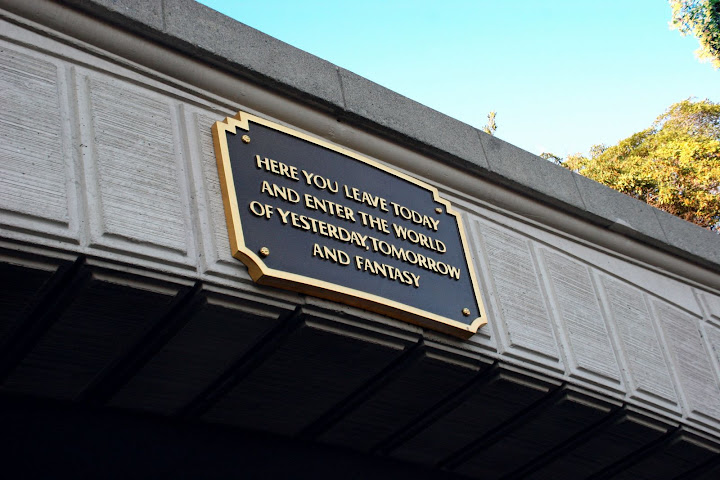 HERE YOU LEAVE TODAY
AND ENTER THE WORLD
OF YESTERDAY, TOMORROW
AND FANTASY